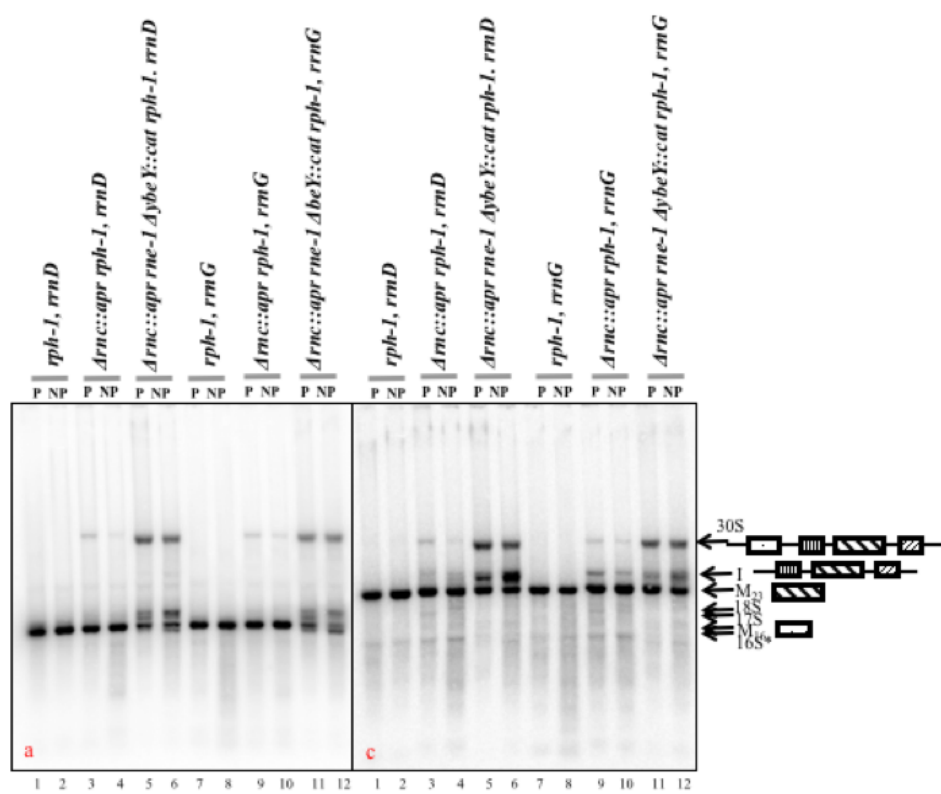 rph-1, rrnD
Δrnc::apr rph-1, rrnD
Δrnc::apr rne-1 ΔybeY::cat rph-1. rrnD
rph-1, rrnG
Δrnc::apr rph-1, rrnG
Δrnc::apr rne-1 ΔbeY::cat rph-1, rrnG
rph-1, rrnD
Δrnc::apr rph-1, rrnD
Δrnc::apr rne-1 ΔybeY::cat rph-1. rrnD
rph-1, rrnG
Δrnc::apr rph-1, rrnG
Δrnc::apr rne-1 ΔybeY::cat rph-1, rrnG
P NP P NP P NP P NP P NP P NP
P NP P NP P NP P NP P NP P NP
30S
I
M23
18S
17S
M16
16S*
a
c
1 2 3 4 5 6 7 8 9 10 11 12
1 2 3 4 5 6 7 8 9 10 11 12